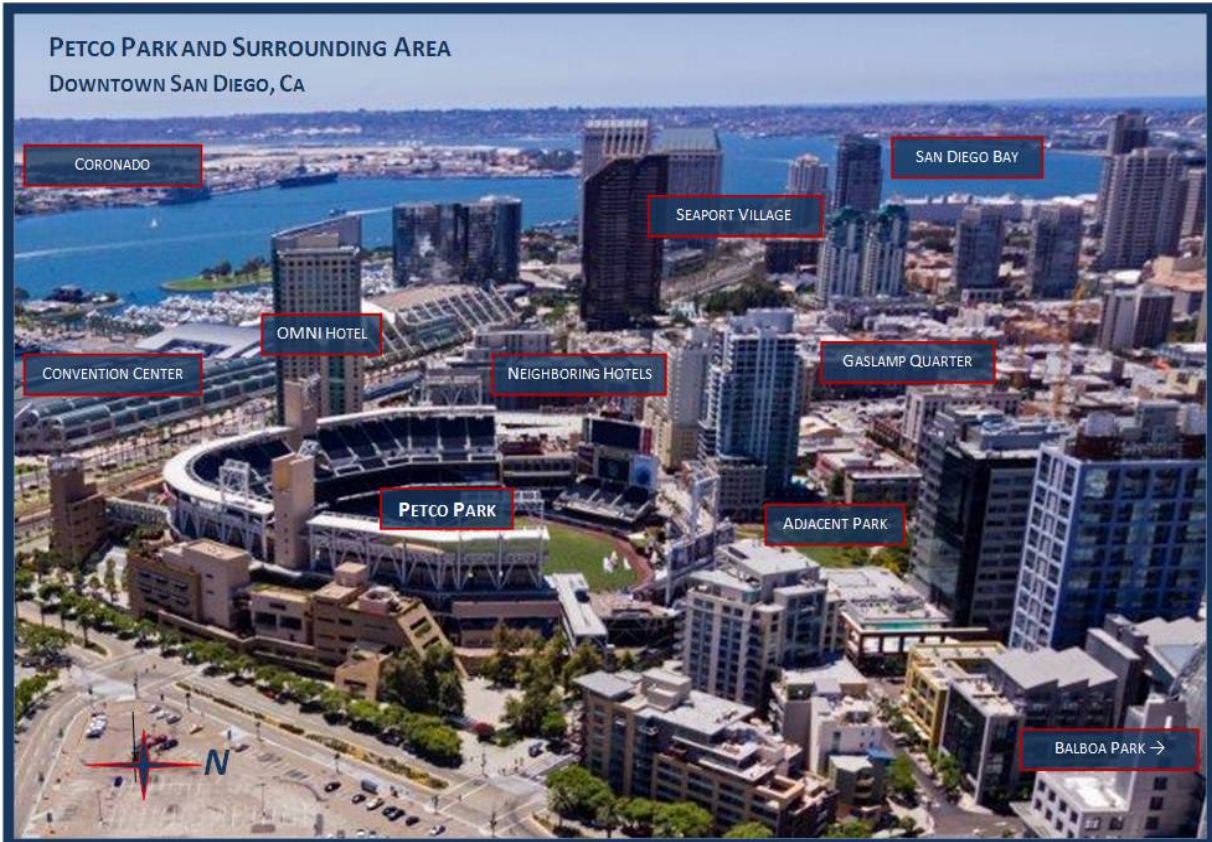 PETCO PARK AND SURROUNDING AREA
DOWNTOWN SAN DIEGO, CA
CORONADO
SAN DIEGO BAY
SEAPORT VILLAGE
OMNI HOTEL
CONVENTION CENTER
NEIGHBORING HOTELS
GASLAMP QUARTER
PETCO PARK
ADJACENT PARK
BALBOA PARK →
N